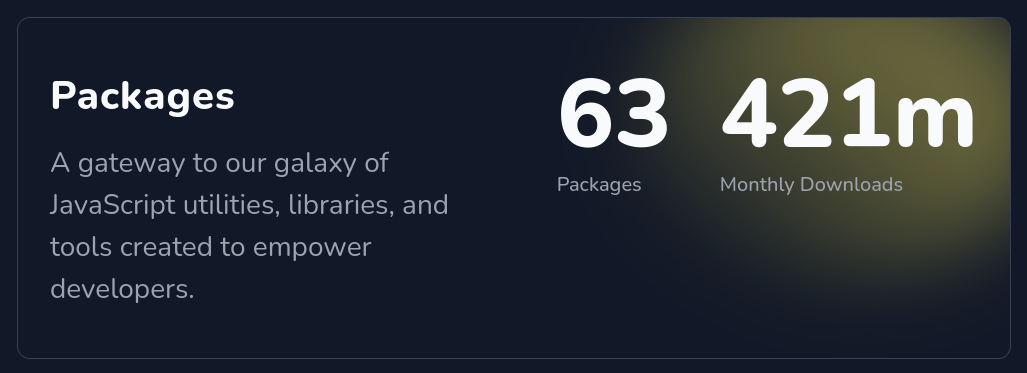 Packages
A gateway to our galaxy of
JavaScript utilities, libraries, and
tools created to empower
developers.
63
Packages
421m
Monthly Downloads